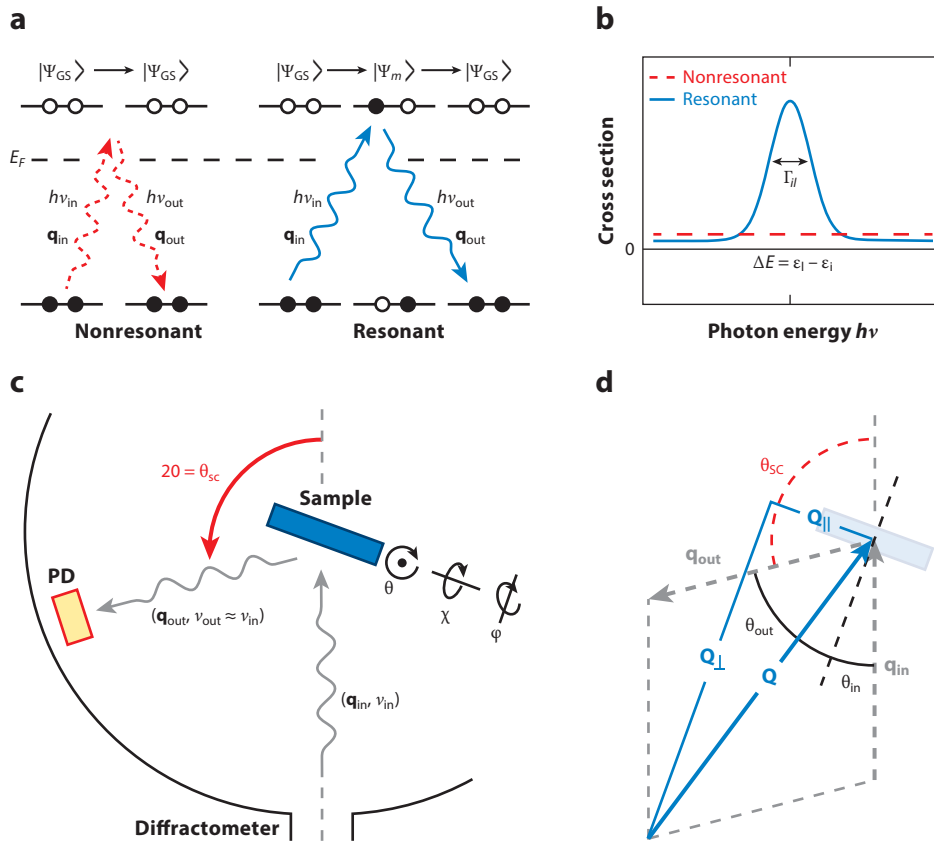 a
|Ψ_GS⟩ → |Ψ_GS⟩
|Ψ_GS⟩ → |Ψ_m⟩ → |Ψ_GS⟩
E_F
hν_in
hν_out
q_in
q_out
Nonresonant
hν_in
hν_out
q_in
q_out
Resonant
b
Nonresonant
Resonant
Γ_il
Cross section
0
ΔE = ε_l – ε_i
Photon energy hν
c
20 = θ_sc
Sample
PD
θ
χ
φ
(q_out, ν_out ≈ ν_in)
(q_in, ν_in)
Diffractometer
d
θ_SC
Q_||
q_out
θ_out
Q_⊥
Q
q_in
θ_in